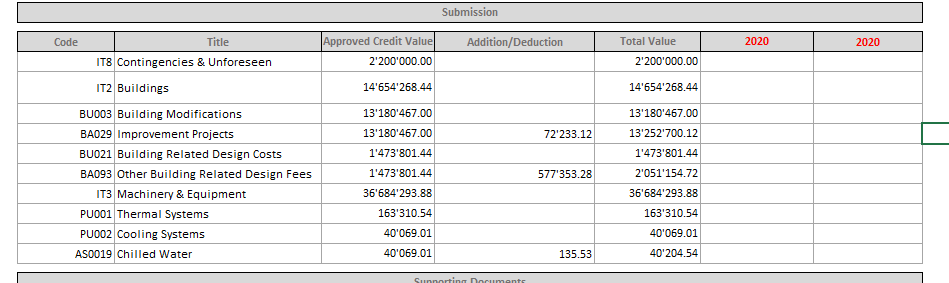 Submission
Code Title Approved Credit Value Addition/Deduction Total Value 2020 2020
IT8 Contingencies & Unforeseen 2'200'000.00 2'200'000.00
IT2 Buildings 14'654'268.44 14'654'268.44
BU003 Building Modifications 13'180'467.00 13'180'467.00
BA029 Improvement Projects 13'180'467.00 72'233.12 13'252'700.12
BU021 Building Related Design Costs 1'473'801.44 1'473'801.44
BA093 Other Building Related Design Fees 1'473'801.44 577'353.28 2'051'154.72
IT3 Machinery & Equipment 36'684'293.88 36'684'293.88
PU001 Thermal Systems 163'310.54 163'310.54
PU002 Cooling Systems 40'069.01 40'069.01
AS0019 Chilled Water 40'069.01 135.53 40'204.54
Supporting Documents